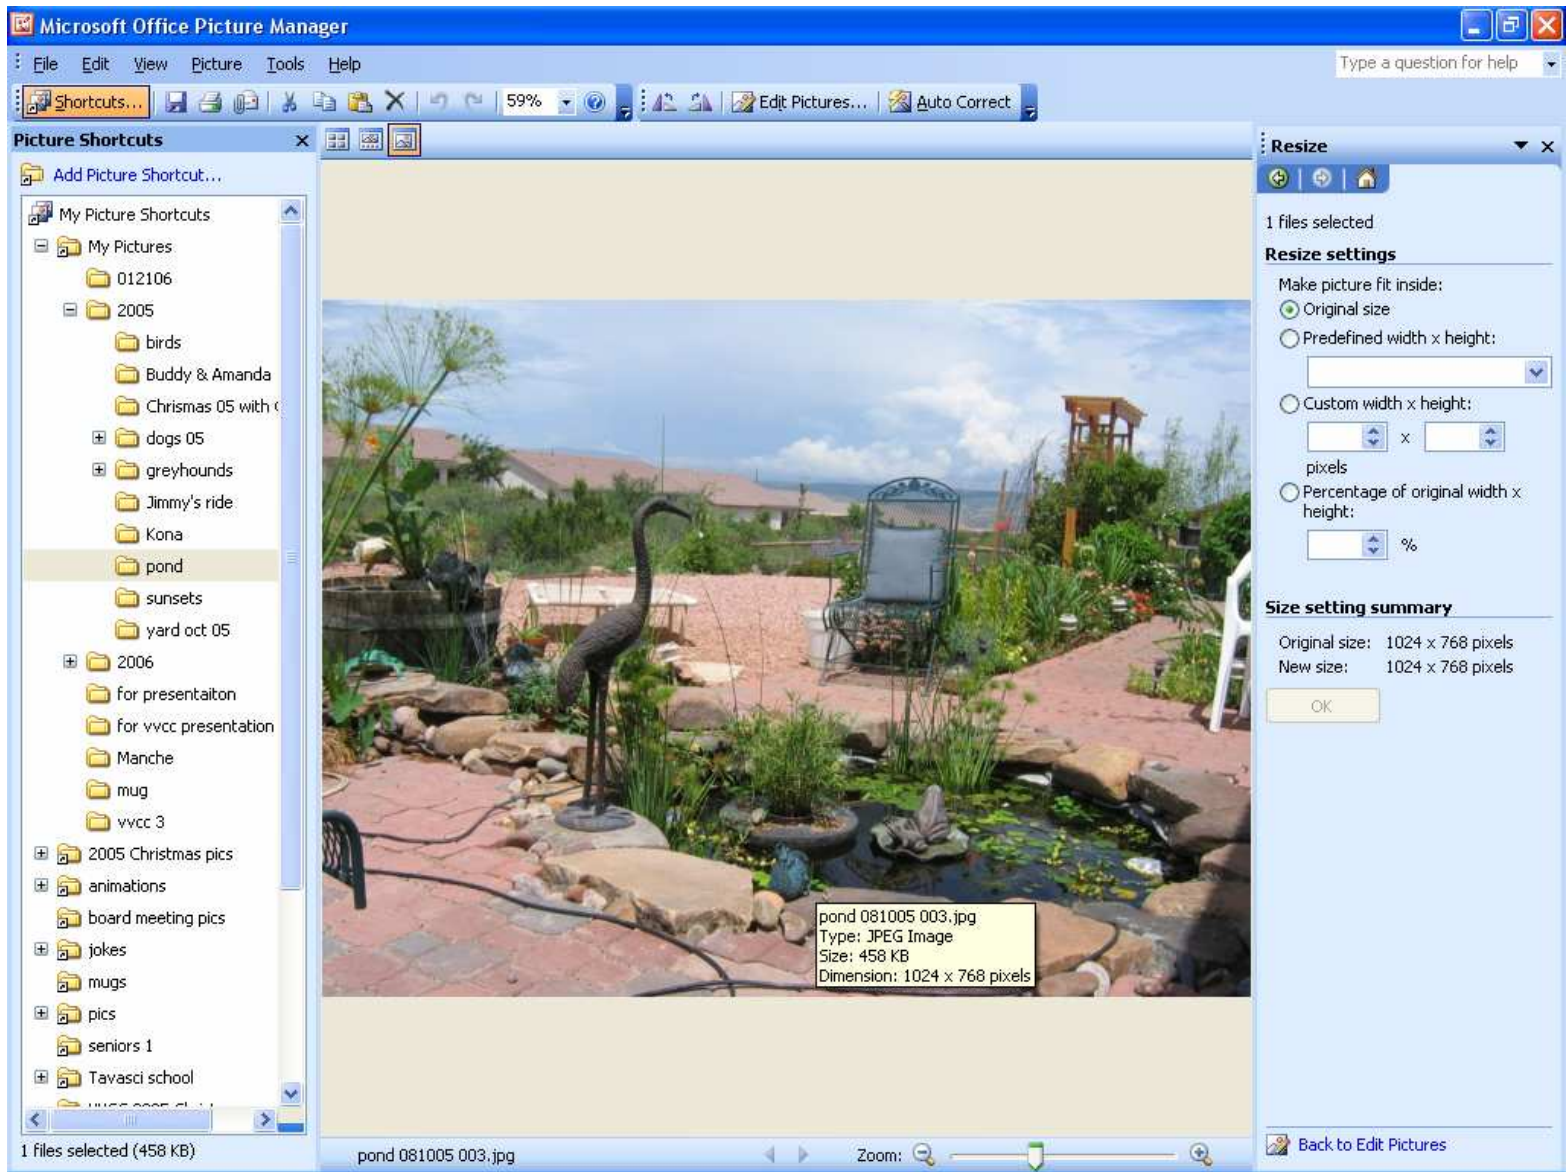 Microsoft Office Picture Manager
File Edit View Picture Tools Help
Type a question for help
Shortcuts...
59%
Edit Pictures...
Auto Correct
Picture Shortcuts
Add Picture Shortcut...
My Picture Shortcuts
My Pictures
012106
2005
birds
Buddy & Amanda
Chrismas 05 with
dogs 05
greyhounds
Jimmy's ride
Kona
pond
sunsets
yard oct 05
2006
for presentaiton
for vvcc presentation
Manche
mug
vvcc 3
2005 Christmas pics
animations
board meeting pics
jokes
mugs
pics
seniors 1
Tavasci school
1 files selected (458 KB)
pond 081005 003.jpg
Type: JPEG Image
Size: 458 KB
Dimension: 1024 x 768 pixels
pond 081005 003.jpg
Zoom:
Resize
1 files selected
Resize settings
Make picture fit inside:
Original size
Predefined width x height:
Custom width x height:
x
pixels
Percentage of original width x
height:
%
Size setting summary
Original size: 1024 x 768 pixels
New size: 1024 x 768 pixels
OK
Back to Edit Pictures